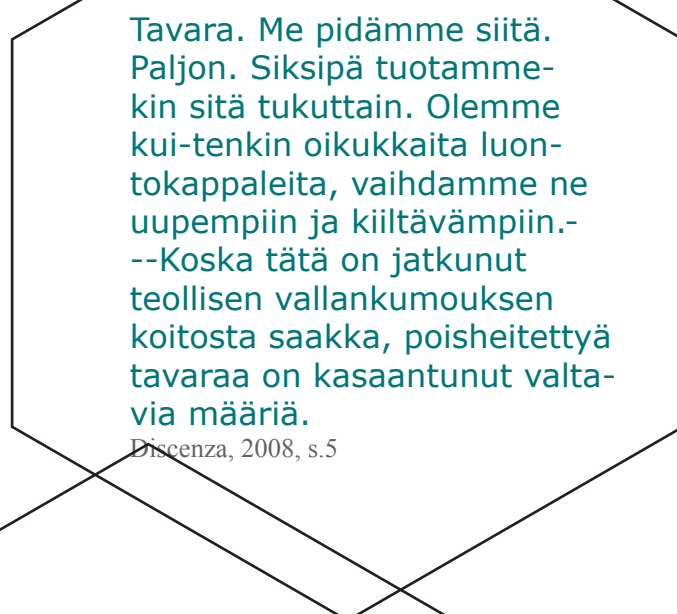 Tavara. Me pidämme siitä.
Paljon. Siksipä tuotamme-
kin sitä tukuttain. Olemme
kui-tenkin oikukkaita luon-
tokappaleita, vaihdamme ne
uupempiin ja kiiltävämpiin.-
--Koska tätä on jatkunut
teollisen vallankumouksen
koitosta saakka, poisheitettyä
tavaraa on kasaantunut valta-
via määriä.
Discenza, 2008, s.5